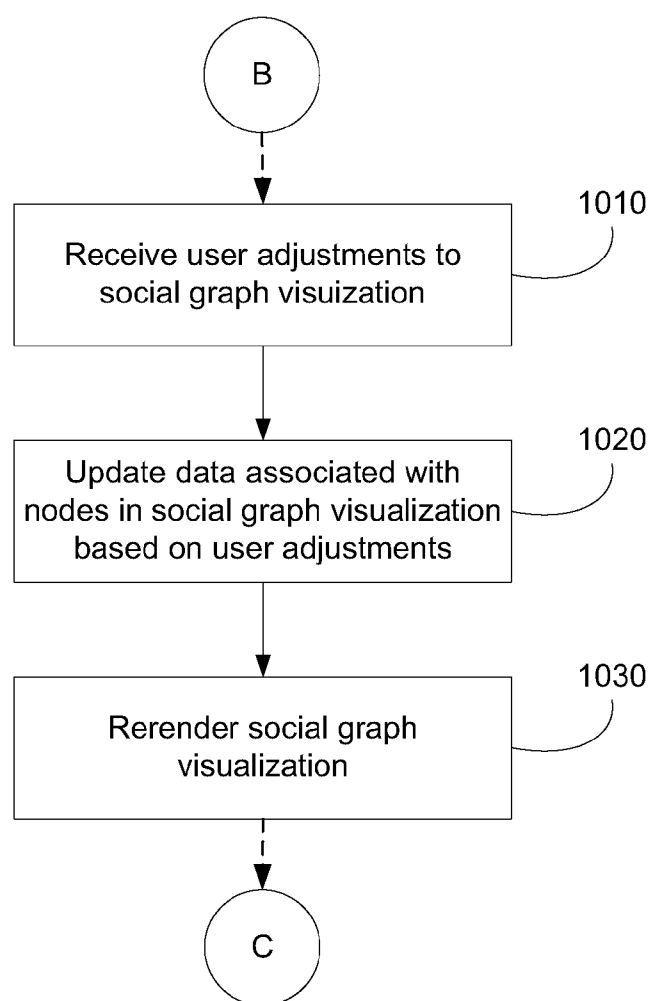 B
1010
Receive user adjustments to
social graph visuization
1020
Update data associated with
nodes in social graph visualization
based on user adjustments
1030
Rerender social graph
visualization
C